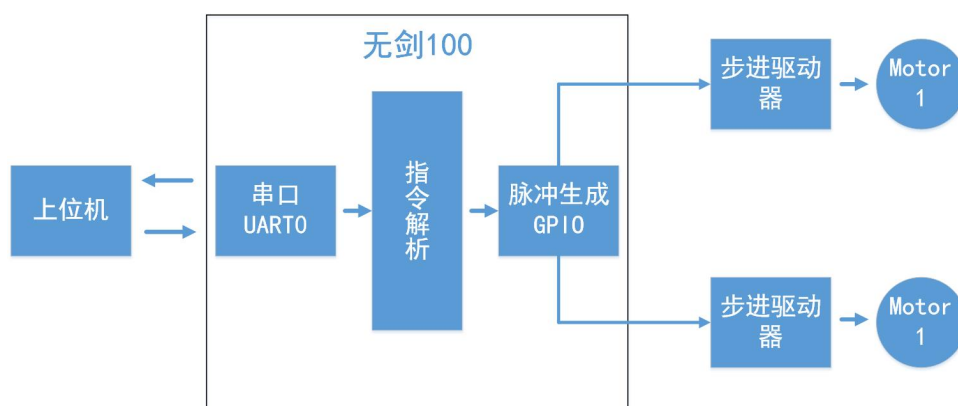 无剑100
上位机
串口
UART0
指
令
解
析
脉冲生成
GPIO
步进驱动
器
Motor
1
步进驱动
器
Motor
1